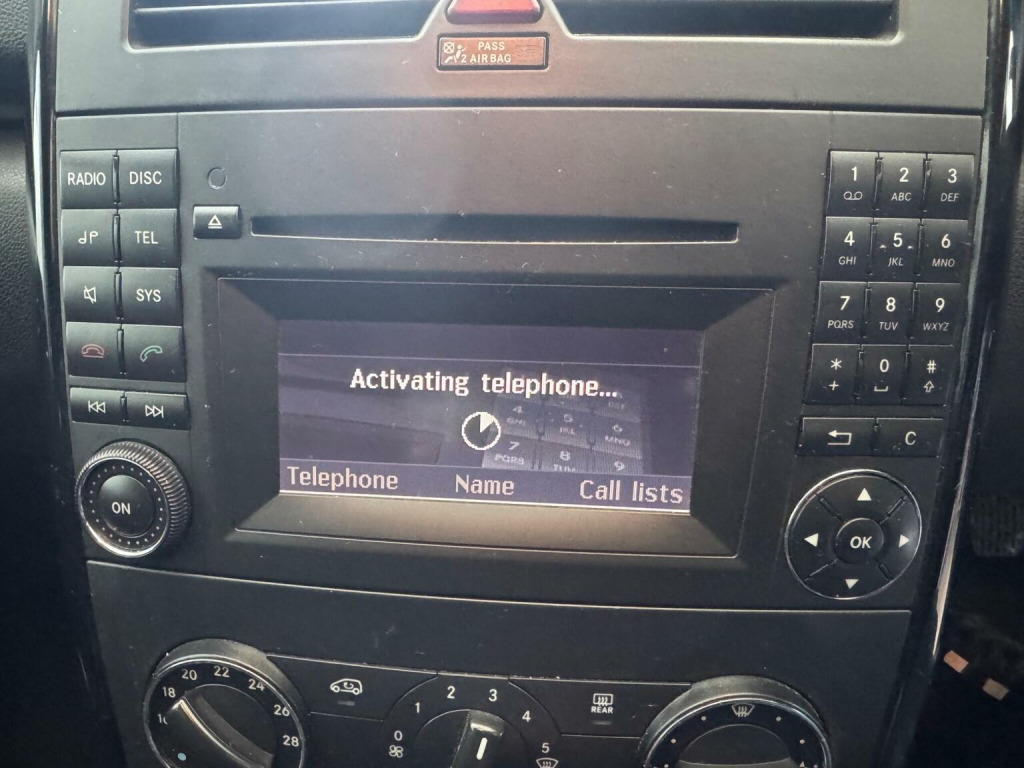 PASS
2 AIRBAG
RADIO DISC
TEL
SYS
ON
Activating telephone...
Telephone Name Call lists
1 2 3
ABC DEF
4 5 6
GHI JKL MNO
7 8 9
PQRS TUV WXYZ
* 0 #
+
C
OK
18 20 22 24 26 28
0 1 2 3 4 5
REAR